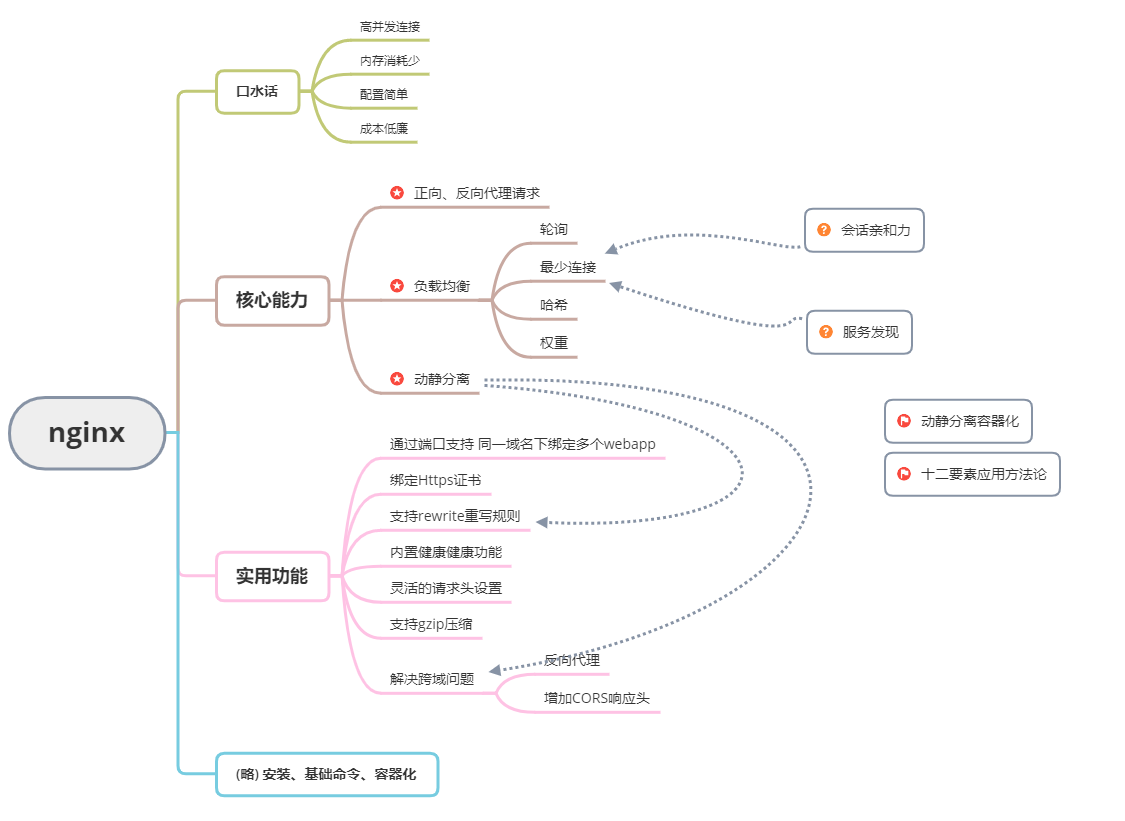 nginx
口水话
高并发连接
内存消耗少
配置简单
成本低廉
核心能力
正向、反向代理请求
负载均衡
轮询
最少连接
哈希
权重
动静分离
会话亲和力
服务发现
动静分离容器化
十二要素应用方法论
实用功能
通过端口支持 同一域名下绑定多个webapp
绑定Https证书
支持rewrite重写规则
内置健康健康功能
灵活的请求头设置
支持gzip压缩
解决跨域问题
反向代理
增加CORS响应头
(略) 安装、基础命令、容器化